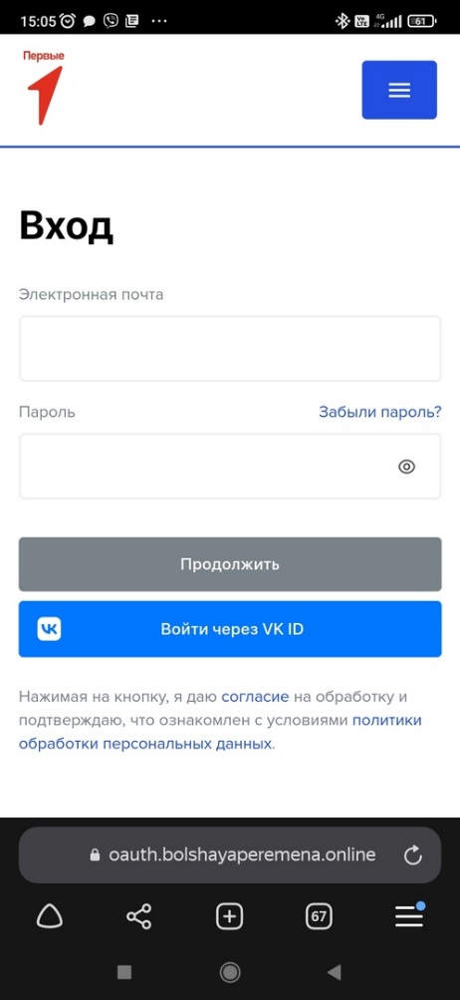 15:05
4G
61
Первые
Вход
Электронная почта
Пароль Забыли пароль?
Продолжить
Войти через VK ID
Нажимая на кнопку, я даю согласие на обработку и
подтверждаю, что ознакомлен с условиями политики
обработки персональных данных.
oauth.bolshayaperemena.online
67